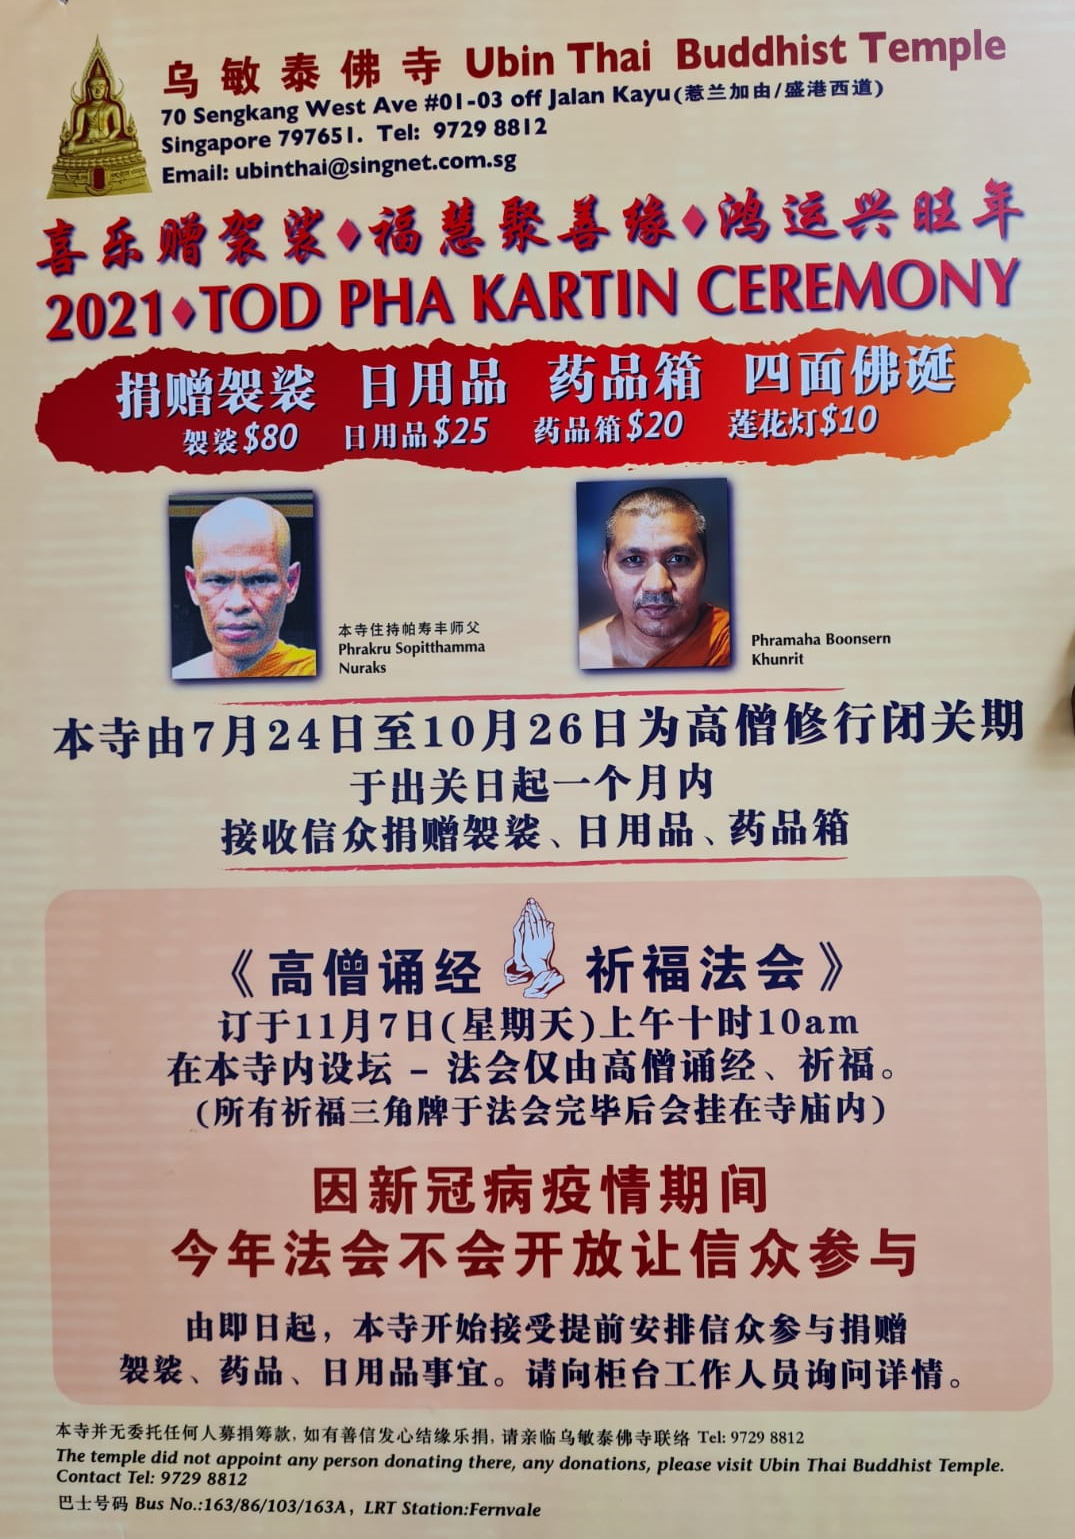 乌敏泰佛寺 Ubin Thai Buddhist Temple
70 Sengkang West Ave #01-03 off Jalan Kayu(惹兰加由/盛港西道)
Singapore 797651. Tel: 9729 8812
Email: ubinthai@singnet.com.sg
喜乐赠袈裟♦福慧聚善缘♦鸿运兴旺年
2021♦TOD PHA KARTIN CEREMONY
捐赠袈裟 日用品 药品箱 四面佛诞
袈裟$80 日用品$25 药品箱$20 莲花灯$10
本寺住持帕寿丰师父
Phrakru Sopitthamma
Nuraks
Phramaha Boonsern
Khunrit
本寺由7月24日至10月26日为高僧修行闭关期
于出关日起一个月内
接收信众捐赠袈裟、日用品、药品箱
《高僧诵经 祈福法会》
订于11月7日(星期天)上午十时10am
在本寺内设坛 – 法会仅由高僧诵经、祈福。
(所有祈福三角牌于法会完毕后会挂在寺庙内)
因新冠病疫情期间
今年法会不会开放让信众参与
由即日起，本寺开始接受提前安排信众参与捐赠
袈裟、药品、日用品事宜。请向柜台工作人员询问详情。
本寺并无委托任何人募捐筹款, 如有善信发心结缘乐捐, 请亲临乌敏泰佛寺联络 Tel: 9729 8812
The temple did not appoint any person donating there, any donations, please visit Ubin Thai Buddhist Temple.
Contact Tel: 9729 8812
巴士号码 Bus No.:163/86/103/163A, LRT Station:Fernvale